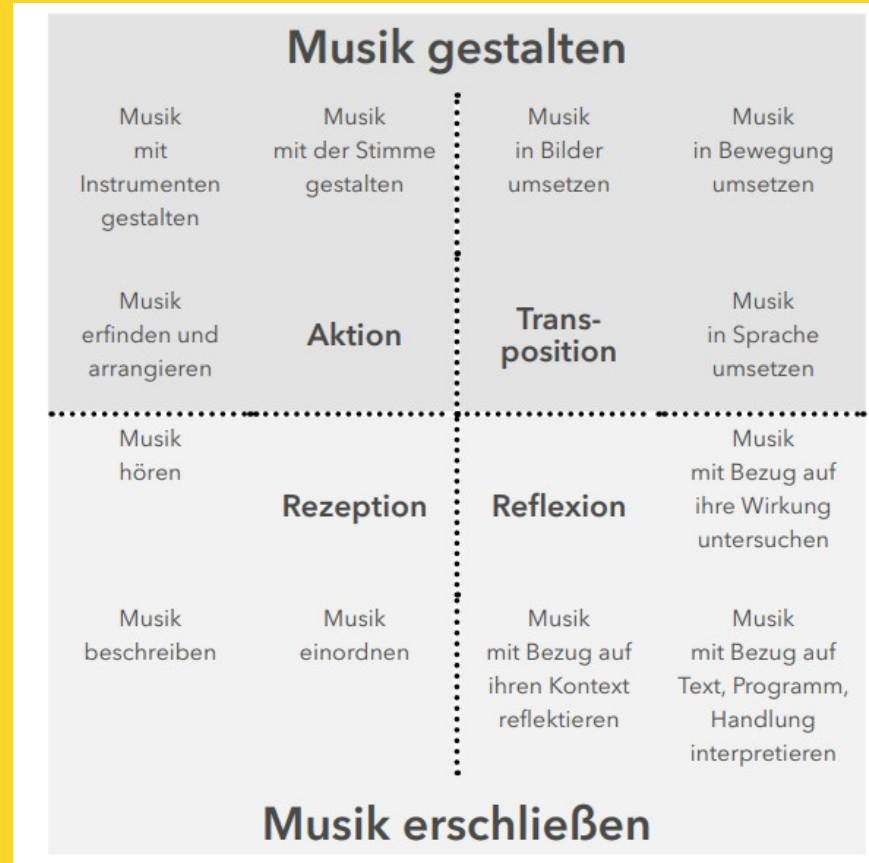 Musik gestalten
Musik
mit
Instrumenten
gestalten
Musik
mit der Stimme
gestalten
Musik
in Bilder
umsetzen
Musik
in Bewegung
umsetzen
Musik
erfinden und
arrangieren
Aktion
Trans-
position
Musik
in Sprache
umsetzen
Musik
hören
Rezeption
Reflexion
Musik
mit Bezug auf
ihre Wirkung
untersuchen
Musik
beschreiben
Musik
einordnen
Musik
mit Bezug auf
ihren Kontext
reflektieren
Musik
mit Bezug auf
Text, Programm,
Handlung
interpretieren
Musik erschließen